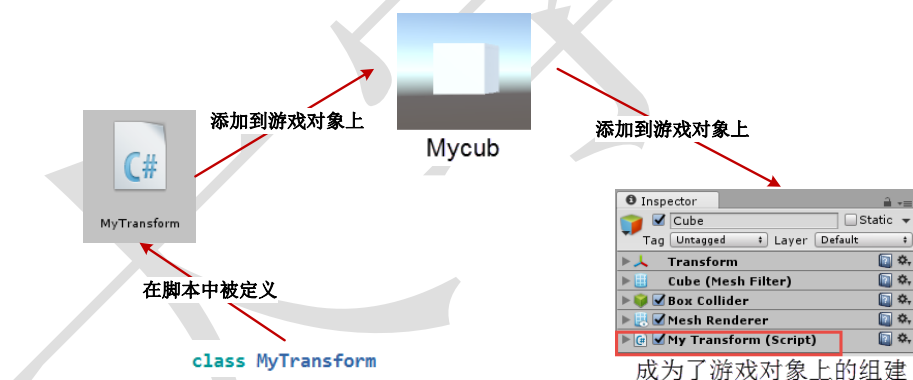 添加到游戏对象上
Mycub
添加到游戏对象上
C#
MyTransform
Inspector
Cube
Static
Tag Untagged Layer Default
Transform
Cube (Mesh Filter)
Box Collider
Mesh Renderer
My Transform (Script)
在脚本中被定义
class MyTransform
成为了游戏对象上的组建